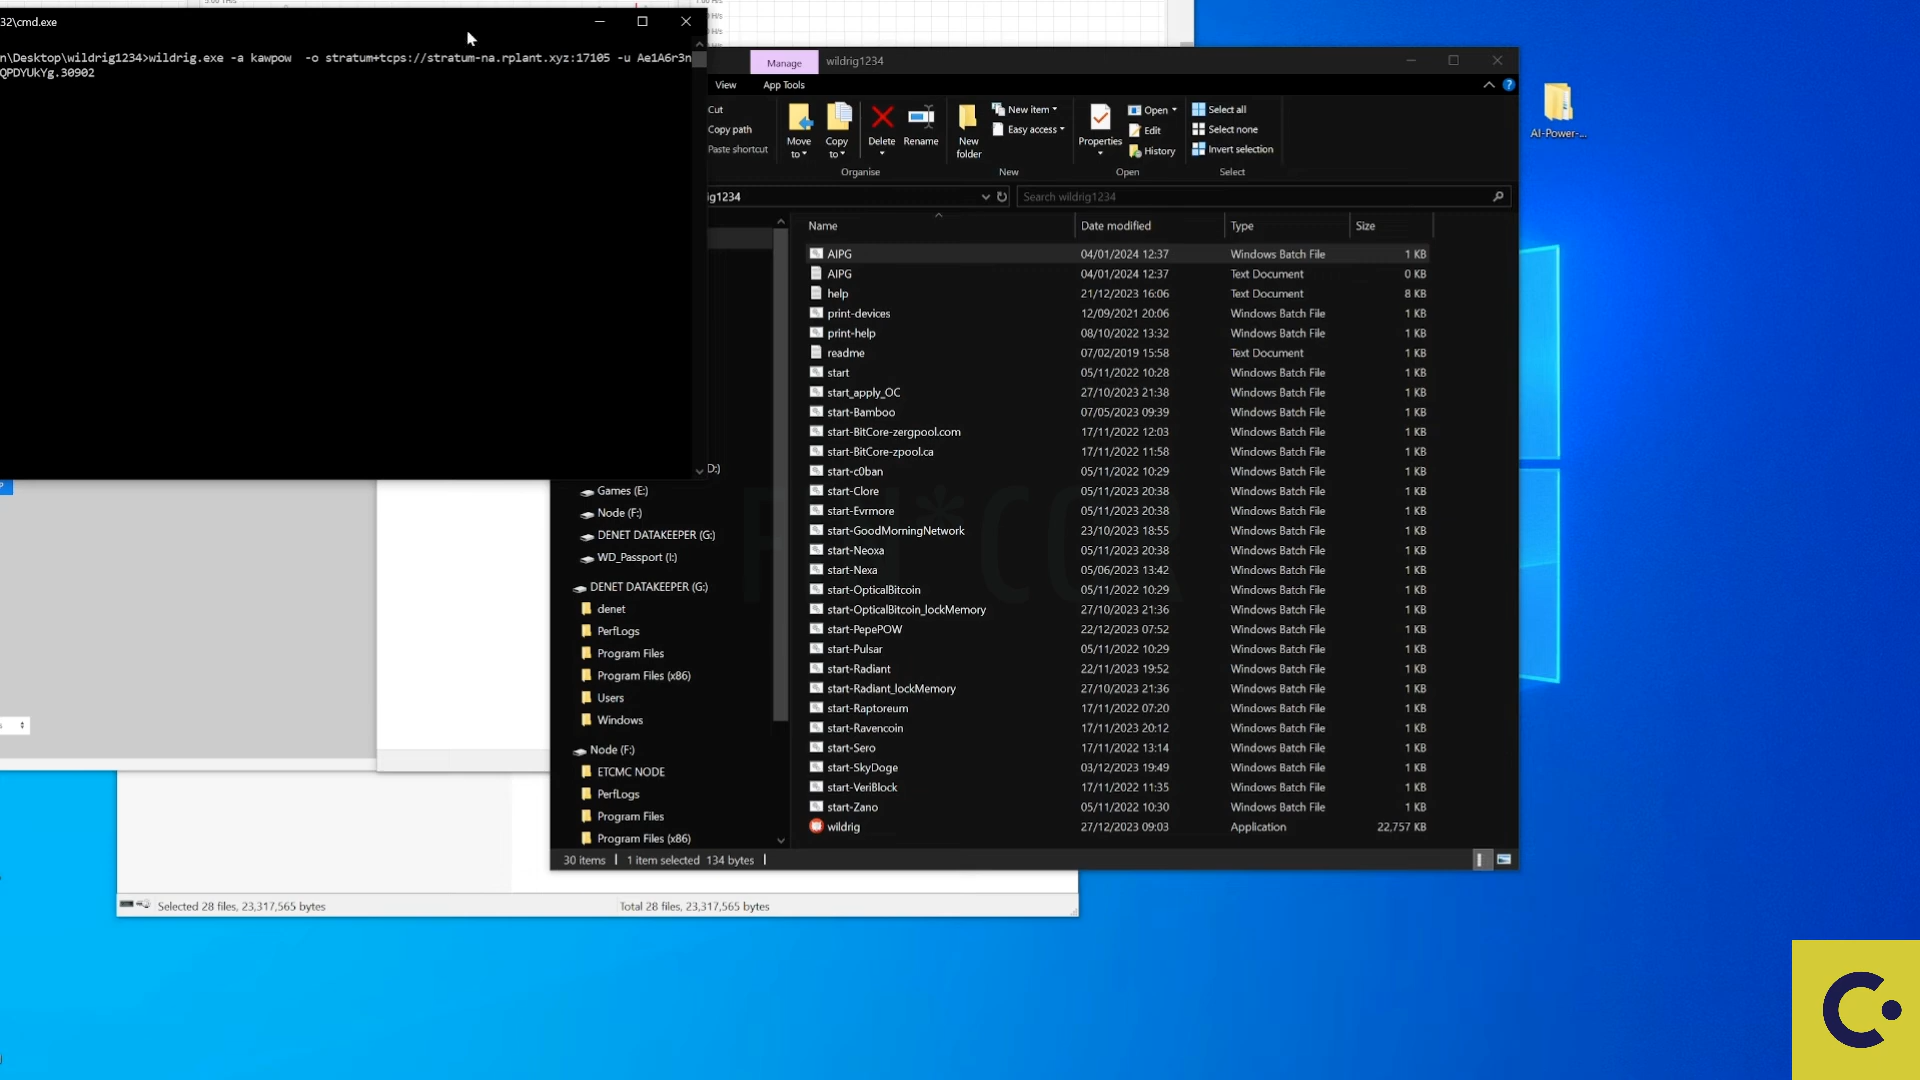 32\cmd.exe
n\Desktop\wildrig1234>wildrig.exe -a kawpow -o stratum+tcps://stratum-na.rplant.xyz:17105 -u Ae1A6r3n
QPDYUkYg.30902
Manage wildrig1234
View App Tools
Cut
Copy path
Paste shortcut
Move to
Copy to
Delete
Rename
New folder
New item
Easy access
Properties
Open
Edit
History
Select all
Select none
Invert selection
Organise New Open Select
ig1234 Search wildrig1234
Name Date modified Type Size
AIPG 04/01/2024 12:37 Windows Batch File 1 KB
AIPG 04/01/2024 12:37 Text Document 0 KB
help 21/12/2023 16:06 Text Document 8 KB
print-devices 12/09/2021 20:06 Windows Batch File 1 KB
print-help 08/10/2022 13:32 Windows Batch File 1 KB
readme 07/02/2019 15:58 Text Document 1 KB
start 05/11/2022 10:28 Windows Batch File 1 KB
start_apply_OC 27/10/2023 21:38 Windows Batch File 1 KB
start-Bamboo 07/05/2023 09:39 Windows Batch File 1 KB
start-BitCore-zergpool.com 17/11/2022 12:03 Windows Batch File 1 KB
start-BitCore-zpool.ca 17/11/2022 11:58 Windows Batch File 1 KB
start-c0ban 05/11/2022 10:29 Windows Batch File 1 KB
start-Clore 05/11/2023 20:38 Windows Batch File 1 KB
start-Evrmore 05/11/2023 20:38 Windows Batch File 1 KB
start-GoodMorningNetwork 23/10/2023 18:55 Windows Batch File 1 KB
start-Neoxa 05/11/2023 20:38 Windows Batch File 1 KB
start-Nexa 05/06/2023 13:42 Windows Batch File 1 KB
start-OpticalBitcoin 05/11/2022 10:29 Windows Batch File 1 KB
start-OpticalBitcoin_lockMemory 27/10/2023 21:36 Windows Batch File 1 KB
start-PepePOW 22/12/2023 07:52 Windows Batch File 1 KB
start-Pulsar 05/11/2022 10:29 Windows Batch File 1 KB
start-Radiant 22/11/2023 19:52 Windows Batch File 1 KB
start-Radiant_lockMemory 27/10/2023 21:36 Windows Batch File 1 KB
start-Raptoreum 17/11/2022 07:20 Windows Batch File 1 KB
start-Ravencoin 17/11/2023 20:12 Windows Batch File 1 KB
start-Sero 17/11/2022 13:14 Windows Batch File 1 KB
start-SkyDoge 03/12/2023 19:49 Windows Batch File 1 KB
start-VeriBlock 17/11/2022 11:35 Windows Batch File 1 KB
start-Zano 05/11/2022 10:30 Windows Batch File 1 KB
wildrig 27/12/2023 09:03 Application 22,757 KB
D:)
Games (E:)
Node (F:)
DENET DATAKEEPER (G:)
WD_Passport (I:)
DENET DATAKEEPER (G:)
denet
PerfLogs
Program Files
Program Files (x86)
Users
Windows
Node (F:)
ETCMC NODE
PerfLogs
Program Files
Program Files (x86)
30 items 1 item selected 134 bytes
Selected 28 files, 23,317,565 bytes Total 28 files, 23,317,565 bytes
AI-Power-...